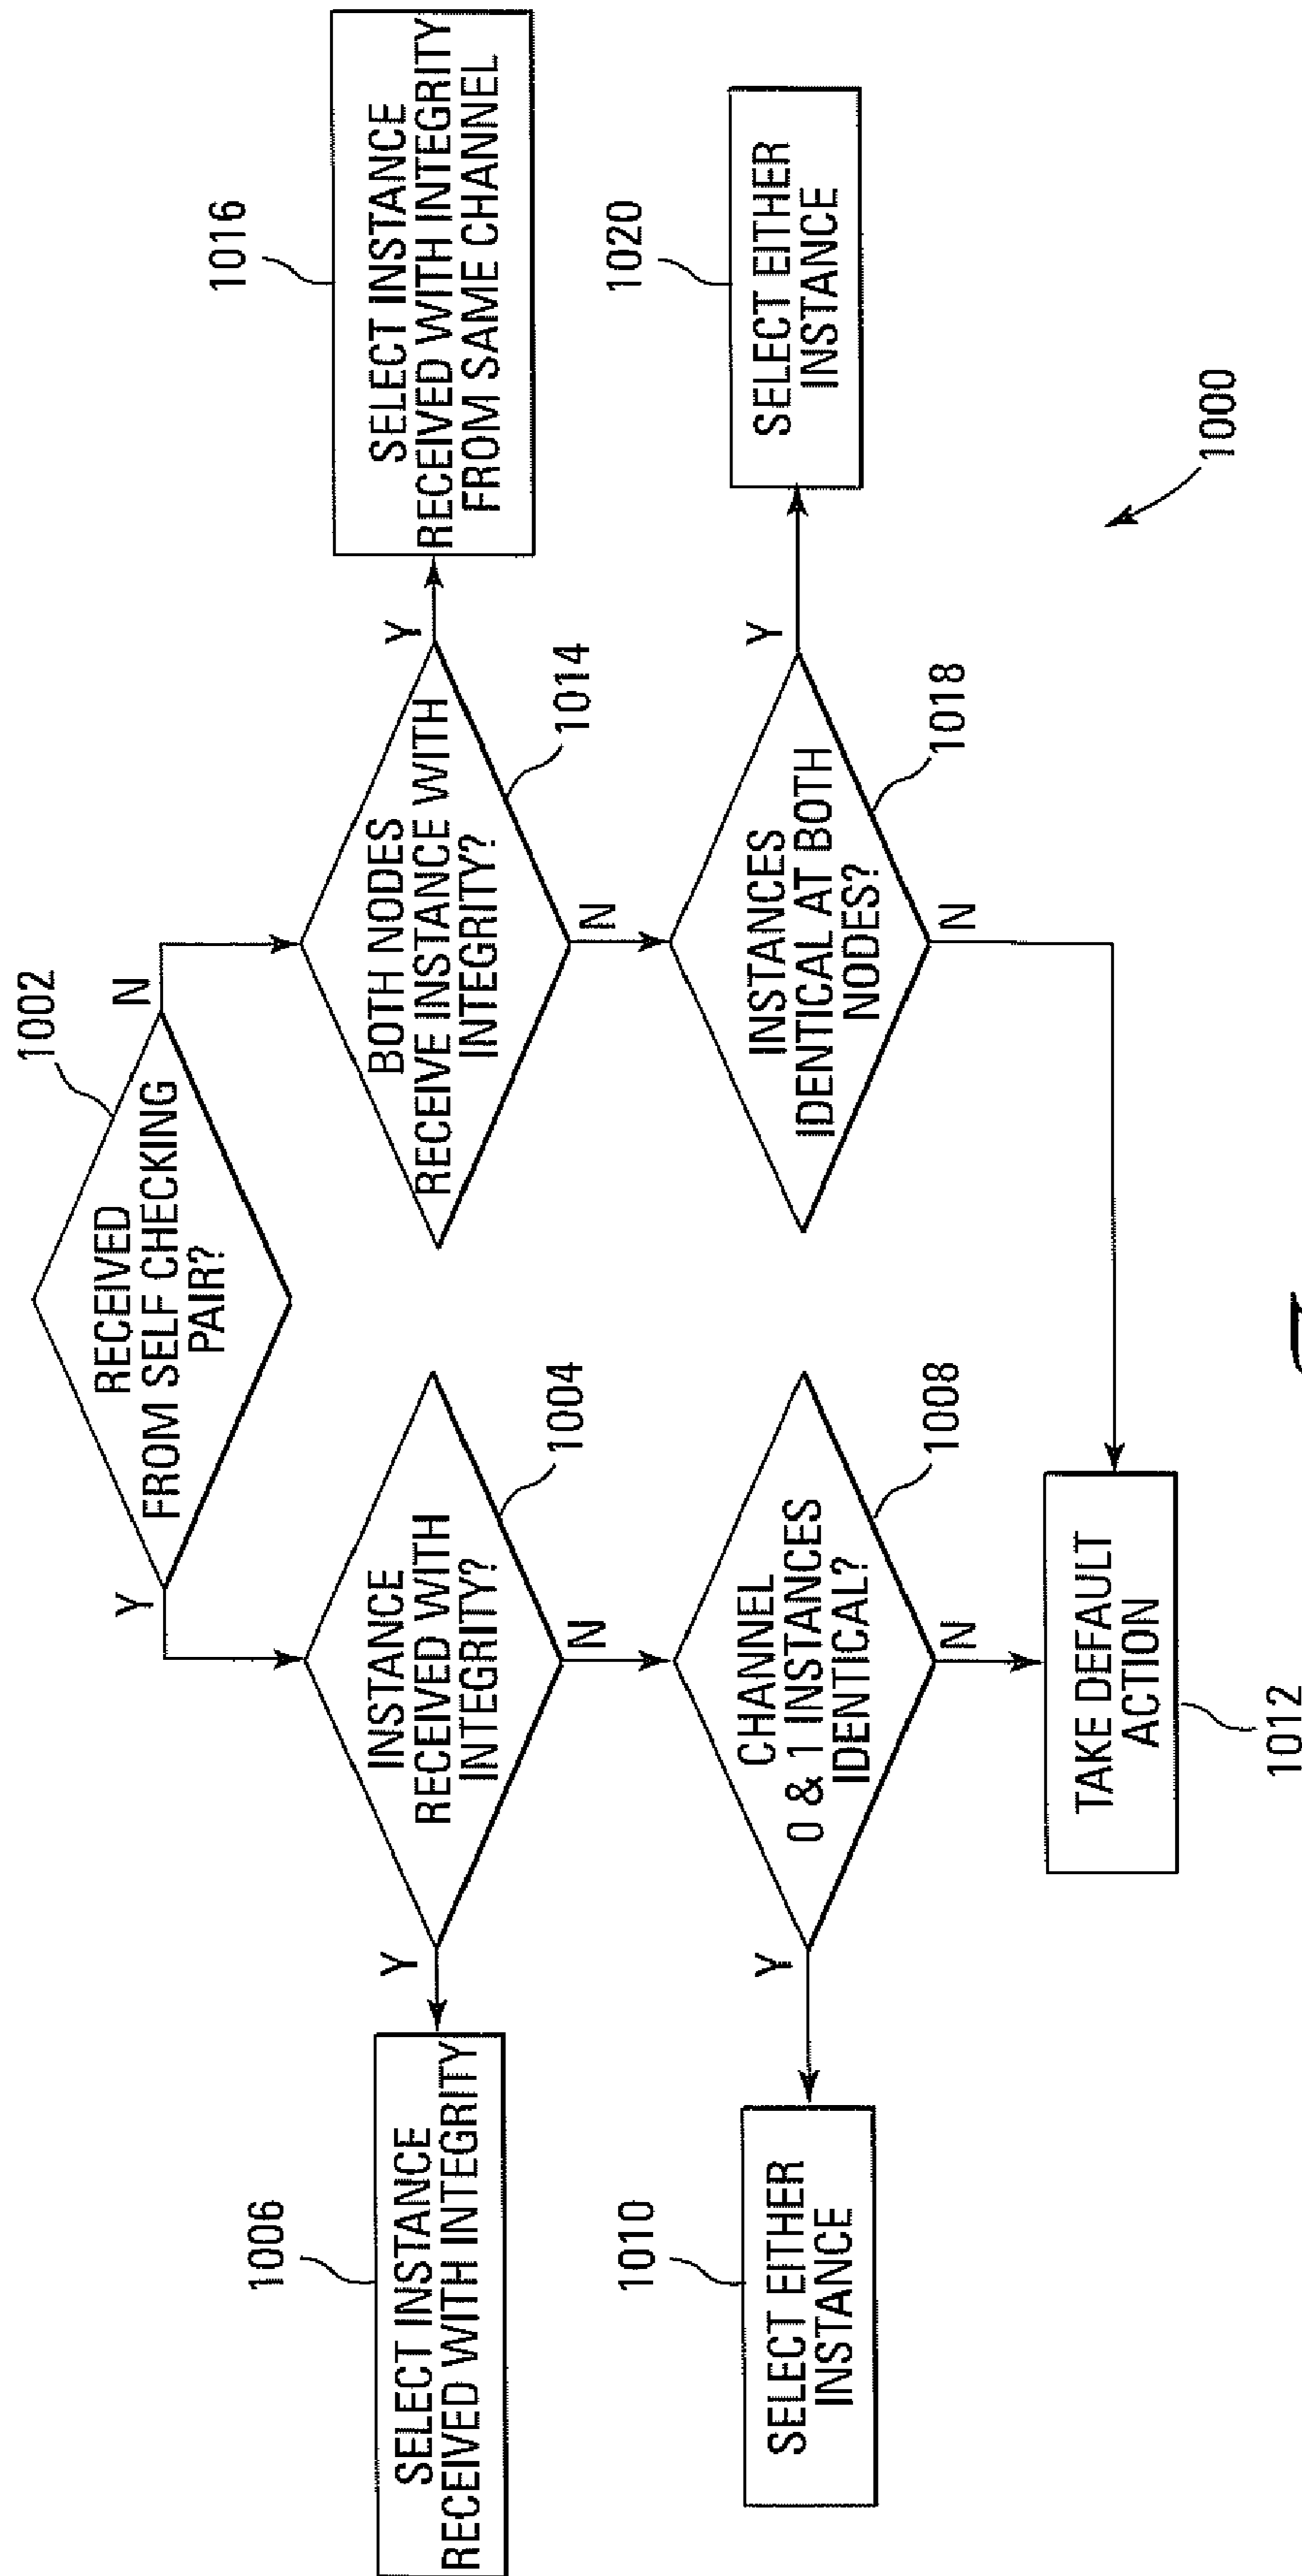 1002
RECEIVED
FROM SELF CHECKING
PAIR?
Y
N
INSTANCE
RECEIVED WITH
INTEGRITY?
1004
Y
N
1006
SELECT INSTANCE
RECEIVED WITH INTEGRITY
CHANNEL
0 & 1 INSTANCES
IDENTICAL?
1008
Y
N
1010
SELECT EITHER
INSTANCE
TAKE DEFAULT
ACTION
1012
BOTH NODES
RECEIVE INSTANCE WITH
INTEGRITY?
1014
Y
N
1016
SELECT INSTANCE
RECEIVED WITH INTEGRITY
FROM SAME CHANNEL
INSTANCES
IDENTICAL AT BOTH
NODES?
1018
Y
N
1020
SELECT EITHER
INSTANCE
1000